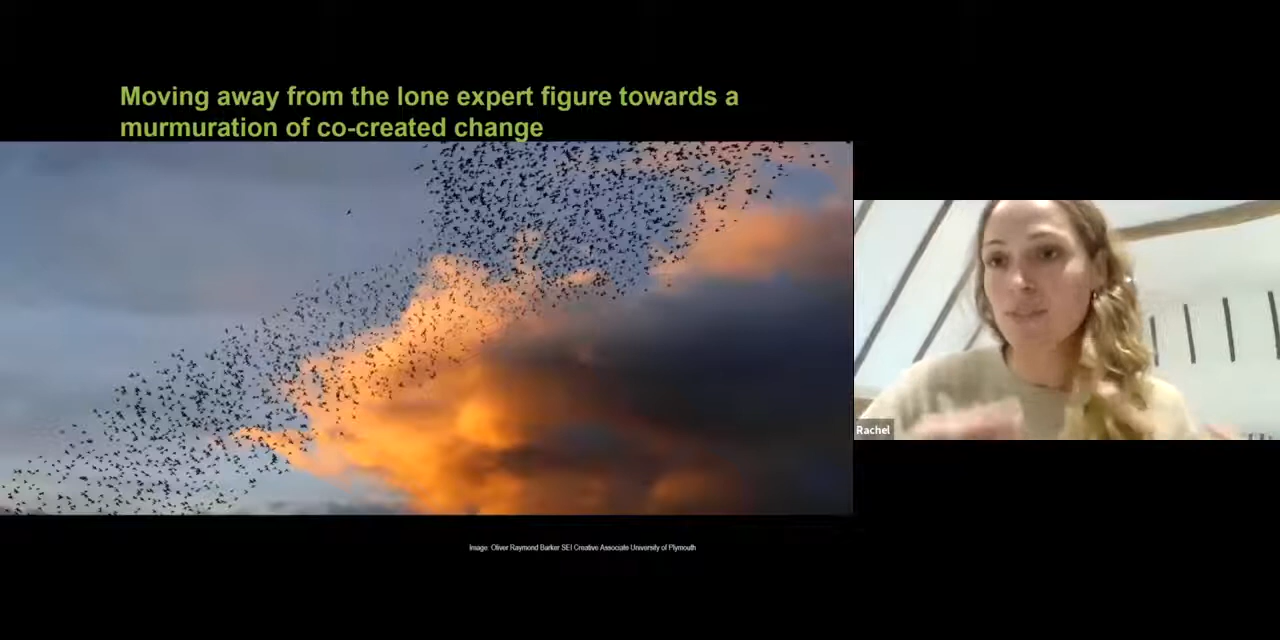 Moving away from the lone expert figure towards a
murmuration of co-created change
Rachel
Image: Oliver Raymond Barker SEI Creative Associate University of Plymouth